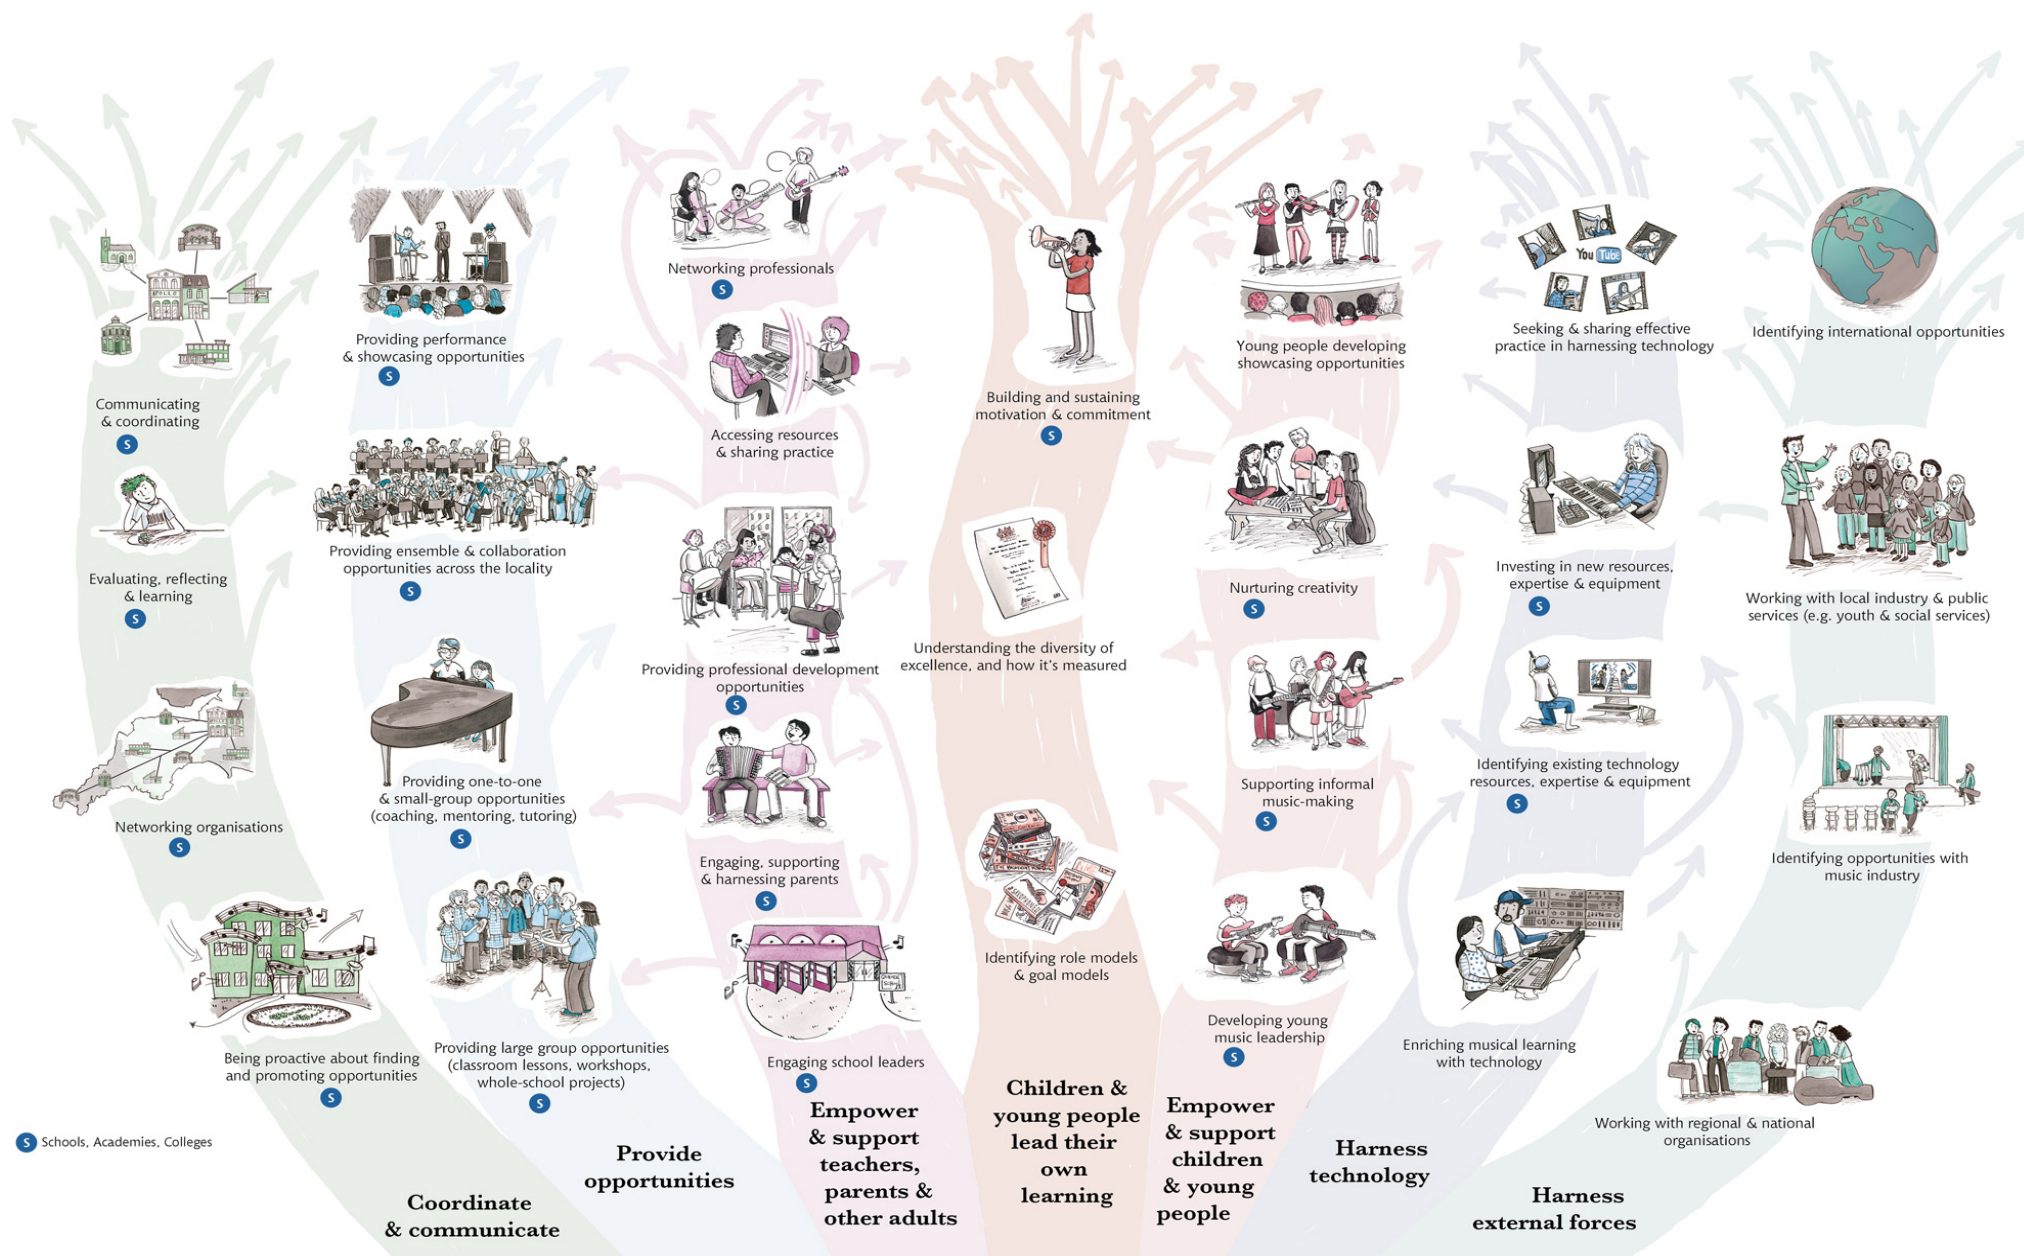 Communicating
& coordinating
S
Evaluating, reflecting
& learning
S
Networking organisations
S
Being proactive about finding
and promoting opportunities
S
S Schools, Academies, Colleges
Coordinate
& communicate
Providing performance
& showcasing opportunities
S
Providing ensemble & collaboration
opportunities across the locality
S
Providing one-to-one
& small-group opportunities
(coaching, mentoring, tutoring)
S
Providing large group opportunities
(classroom lessons, workshops,
whole-school projects)
S
Provide
opportunities
Networking professionals
S
Accessing resources
& sharing practice
Providing professional development
opportunities
S
Engaging, supporting
& harnessing parents
S
Engaging school leaders
S
Empower
& support
teachers,
parents &
other adults
Building and sustaining
motivation & commitment
S
Understanding the diversity of
excellence, and how it's measured
Identifying role models
& goal models
Children &
young people
lead their
own
learning
Young people developing
showcasing opportunities
Nurturing creativity
S
Supporting informal
music-making
S
Developing young
music leadership
S
Empower
& support
children
& young
people
You Tube
Seeking & sharing effective
practice in harnessing technology
Investing in new resources,
expertise & equipment
S
Identifying existing technology
resources, expertise & equipment
S
Enriching musical learning
with technology
Harness
technology
Identifying international opportunities
Working with local industry & public
services (e.g. youth & social services)
Identifying opportunities with
music industry
Working with regional & national
organisations
Harness
external forces